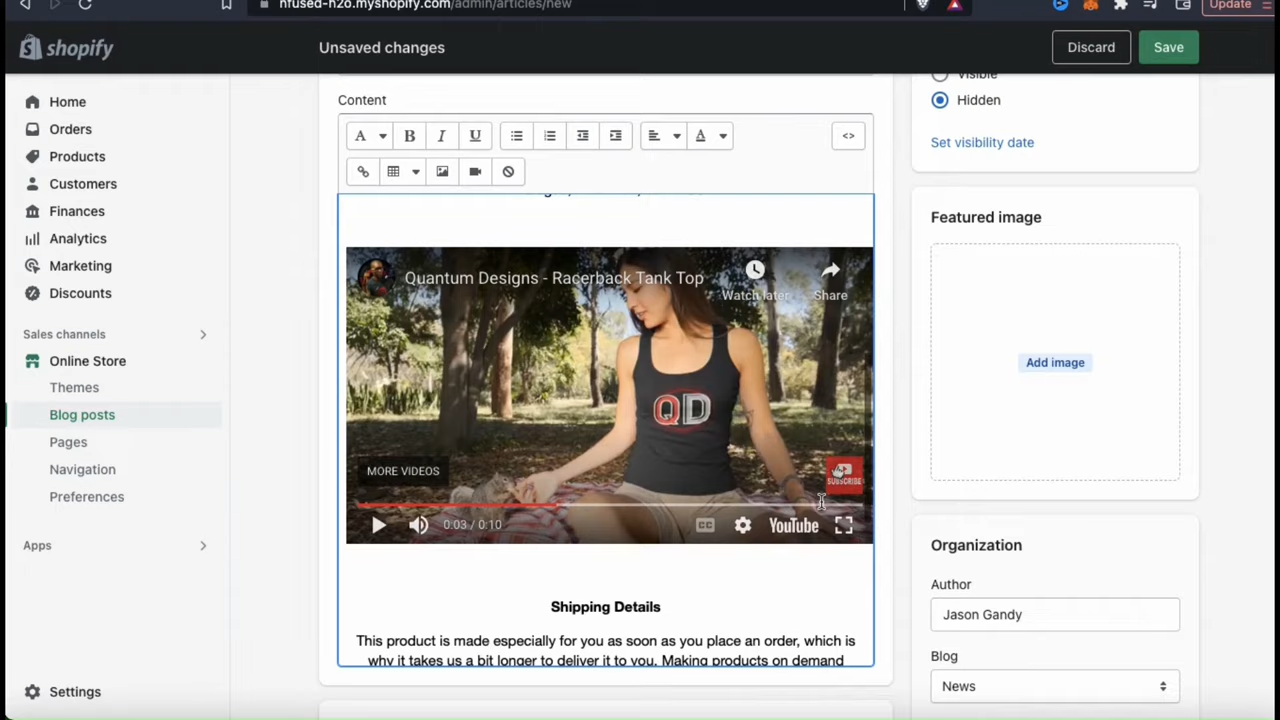 nfused-h2o.myshopify.com/admin/articles/new
Update
shopify
Unsaved changes
Discard
Save
Home
Orders
Products
Customers
Finances
Analytics
Marketing
Discounts
Sales channels
Online Store
Themes
Blog posts
Pages
Navigation
Preferences
Apps
Settings
Content
A
B
I
U
A
<>
Quantum Designs - Racerback Tank Top
Watch later
Share
QD
MORE VIDEOS
SUBSCRIBE
0:03 / 0:10
CC
YouTube
Shipping Details
This product is made especially for you as soon as you place an order, which is
why it takes us a bit longer to deliver it to you. Making products on demand
Visible
Hidden
Set visibility date
Featured image
Add image
Organization
Author
Jason Gandy
Blog
News